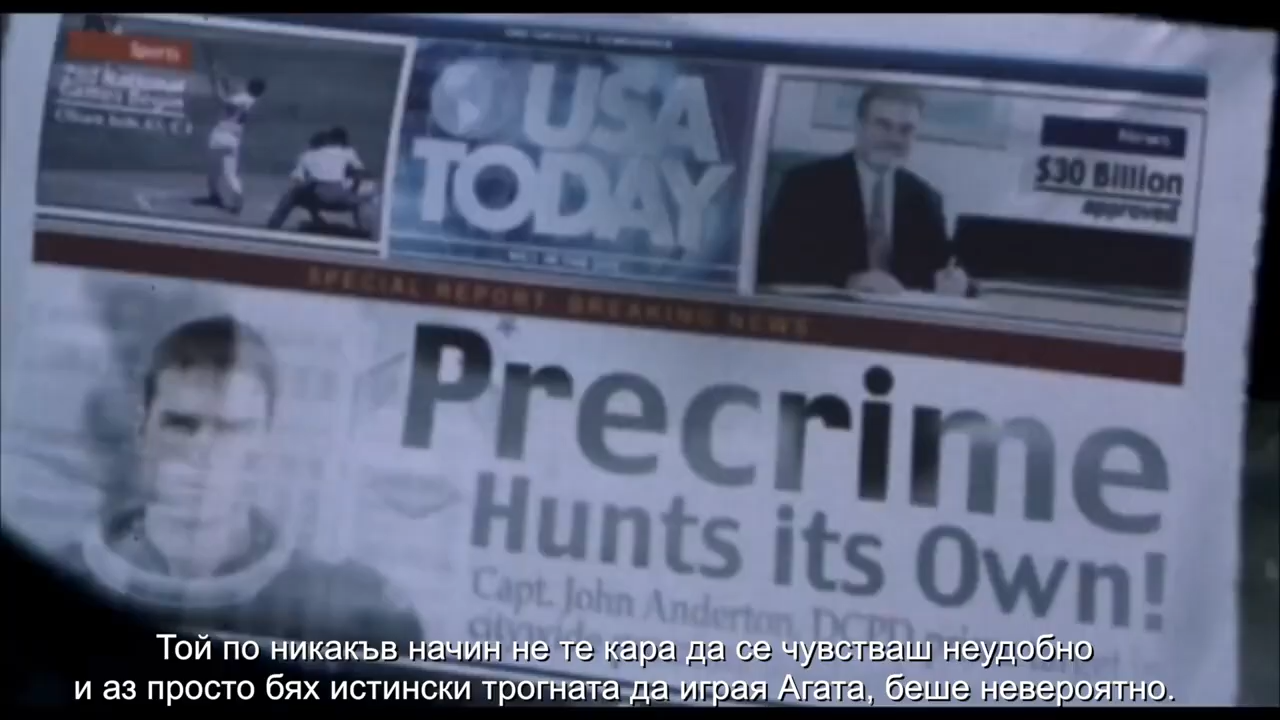 Sports
USA
TODAY
News
$30 Billion
approved
SPECIAL REPORT: BREAKING NEWS
Precrime
Hunts its Own!
Capt. John Anderton, DCPD
citywide
Той по никакъв начин не те кара да се чувстваш неудобно
и аз просто бях истински трогната да играя Агата, беше невероятно.